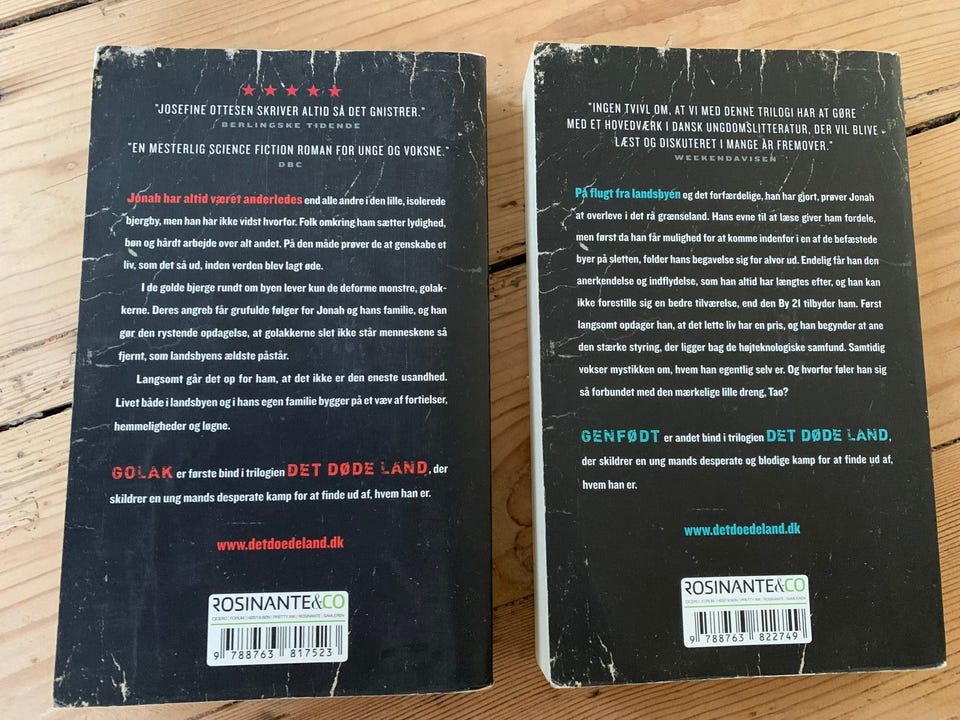 "JOSEFINE OTTESEN SKRIVER ALTID SÅ DET GNISTRER."
BERLINGSKE TIDENDE
"EN MESTERLIG SCIENCE FICTION ROMAN FOR UNGE OG VOKSNE."
DBC
Jonah har altid været anderledes end alle andre i den lille, isolerede
bjergby, men han har ikke vidst hvorfor. Folk omkring ham sætter lydighed,
bøn og hårdt arbejde over alt andet. På den måde prøver de at genskabe et
liv, som det så ud, inden verden blev lagt øde.
I de golde bjerge rundt om byen lever kun de deforme monstre, golak-
kerne. Deres angreb får grufulde følger for Jonah og hans familie, og han
gør den rystende opdagelse, at golakkerne slet ikke står menneskene så
fjernt, som landsbyens ældste påstår.
Langsomt går det op for ham, at det ikke er den eneste usandhed.
Livet både i landsbyen og i hans egen familie bygger på et væv af fortielser,
hemmeligheder og løgne.
GOLAK er første bind i trilogien DET DØDE LAND, der
skildrer en ung mands desperate kamp for at finde ud af, hvem han er.
www.detdoedeland.dk
ROSINANTE&CO
CICERO | FORUM | HØST & SØN | PRETTY INK | ROSINANTE | SAMLEREN
9 788763 817523
"INGEN TVIVL OM, AT VI MED DENNE TRILOGI HAR AT GØRE
MED ET HOVEDVÆRK I DANSK UNGDOMSLITTERATUR, DER VIL BLIVE
LÆST OG DISKUTERET I MANGE ÅR FREMOVER."
WEEKENDAVISEN
På flugt fra landsbyen og det forfærdelige, han har gjort, prøver Jonah
at overleve i det rå grænseland. Hans evne til at læse giver ham fordele,
men først da han får mulighed for at komme indenfor i en af de befæstede
byer på sletten, folder hans begavelse sig for alvor ud. Endelig får han den
anerkendelse og indflydelse, som han altid har længtes efter, og han kan
ikke forestille sig en bedre tilværelse, end den By 21 tilbyder ham. Først
langsomt opdager han, at det lette liv har en pris, og han begynder at ane
den stærke styring, der ligger bag de højteknologiske samfund. Samtidig
vokser mystikken om, hvem han egentlig selv er. Og hvorfor føler han sig
så forbundet med den mærkelige lille dreng, Tao?
GENFØDT er andet bind i trilogien DET DØDE LAND,
der skildrer en ung mands desperate og blodige kamp for at finde ud af,
hvem han er.
www.detdoedeland.dk
ROSINANTE&CO
CICERO | FORUM | HØST & SØN | PRETTY INK | ROSINANTE | SAMLEREN
9 788763 822749